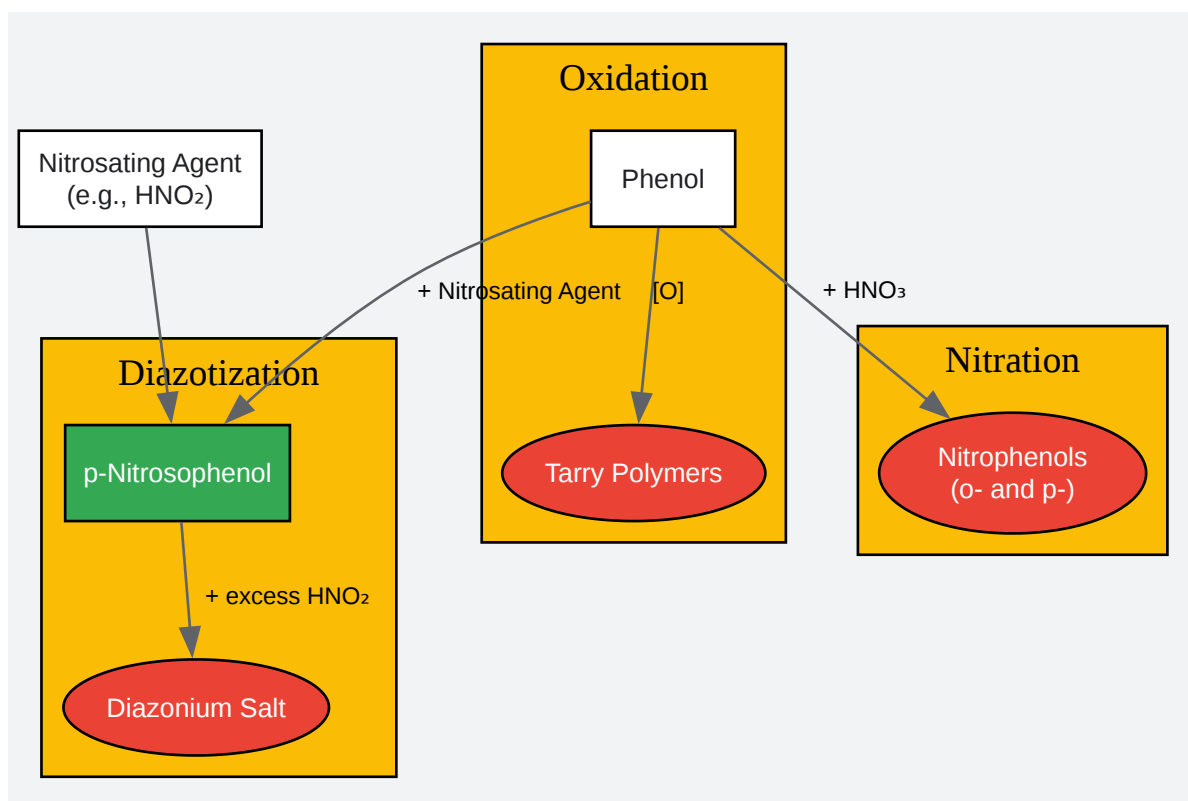 Oxidation
Nitrosating Agent
(e.g., HNO₂)
Phenol
+ Nitrosating Agent
[O]
+ HNO₃
Diazotization
Nitration
p-Nitrosophenol
Tarry Polymers
Nitrophenols
(o- and p-)
+ excess HNO₂
Diazonium Salt